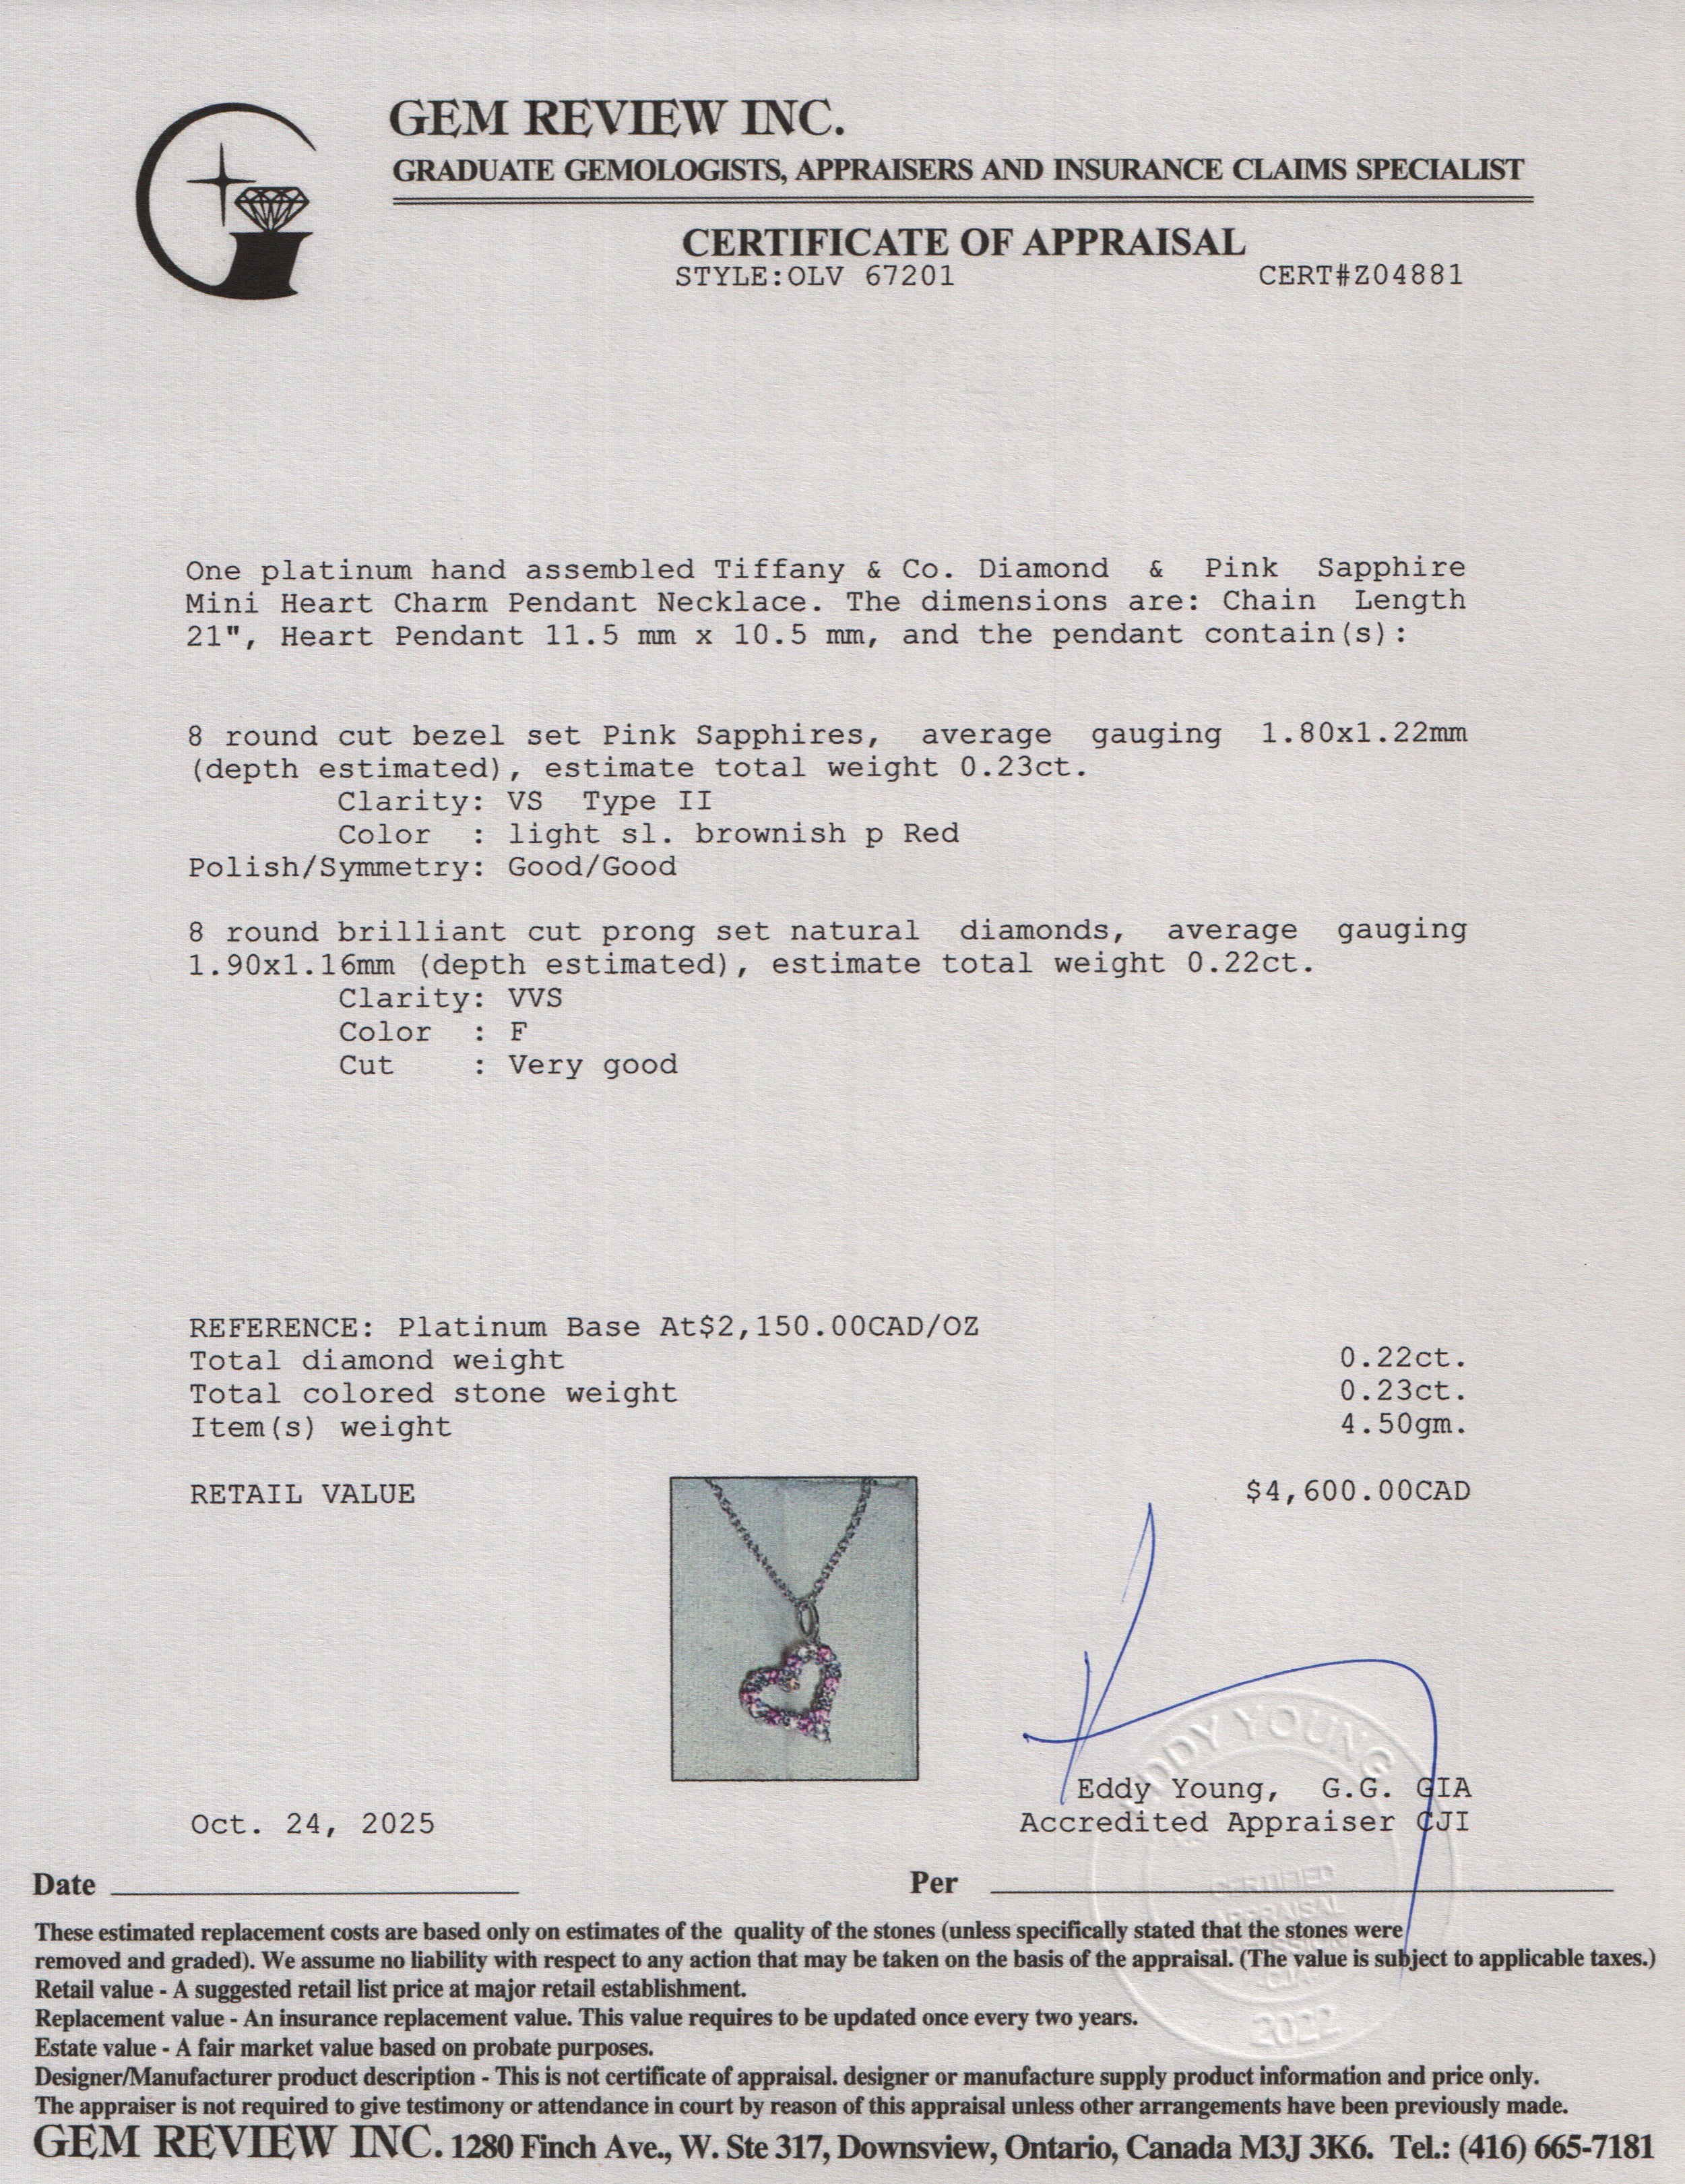 GEM REVIEW INC.
GRADUATE GEMOLOGISTS, APPRAISERS AND INSURANCE CLAIMS SPECIALIST
CERTIFICATE OF APPRAISAL
STYLE:OLV 67201 CERT#Z04881
One platinum hand assembled Tiffany & Co. Diamond & Pink Sapphire
Mini Heart Charm Pendant Necklace. The dimensions are: Chain Length
21", Heart Pendant 11.5 mm x 10.5 mm, and the pendant contain(s):
8 round cut bezel set Pink Sapphires, average gauging 1.80x1.22mm
(depth estimated), estimate total weight 0.23ct.
Clarity: VS Type II
Color : light sl. brownish p Red
Polish/Symmetry: Good/Good
8 round brilliant cut prong set natural diamonds, average gauging
1.90x1.16mm (depth estimated), estimate total weight 0.22ct.
Clarity: VVS
Color : F
Cut : Very good
REFERENCE: Platinum Base At$2,150.00CAD/OZ
Total diamond weight 0.22ct.
Total colored stone weight 0.23ct.
Item(s) weight 4.50gm.
RETAIL VALUE $4,600.00CAD
EDDY YOUNG
Eddy Young, G.G. GIA
Oct. 24, 2025 Accredited Appraiser CJI
Date Per
CERTIFIED
APPRAISAL
2022
These estimated replacement costs are based only on estimates of the quality of the stones (unless specifically stated that the stones were
removed and graded). We assume no liability with respect to any action that may be taken on the basis of the appraisal. (The value is subject to applicable taxes.)
Retail value - A suggested retail list price at major retail establishment.
Replacement value - An insurance replacement value. This value requires to be updated once every two years.
Estate value - A fair market value based on probate purposes.
Designer/Manufacturer product description - This is not certificate of appraisal. designer or manufacture supply product information and price only.
The appraiser is not required to give testimony or attendance in court by reason of this appraisal unless other arrangements have been previously made.
GEM REVIEW INC. 1280 Finch Ave., W. Ste 317, Downsview, Ontario, Canada M3J 3K6. Tel.: (416) 665-7181